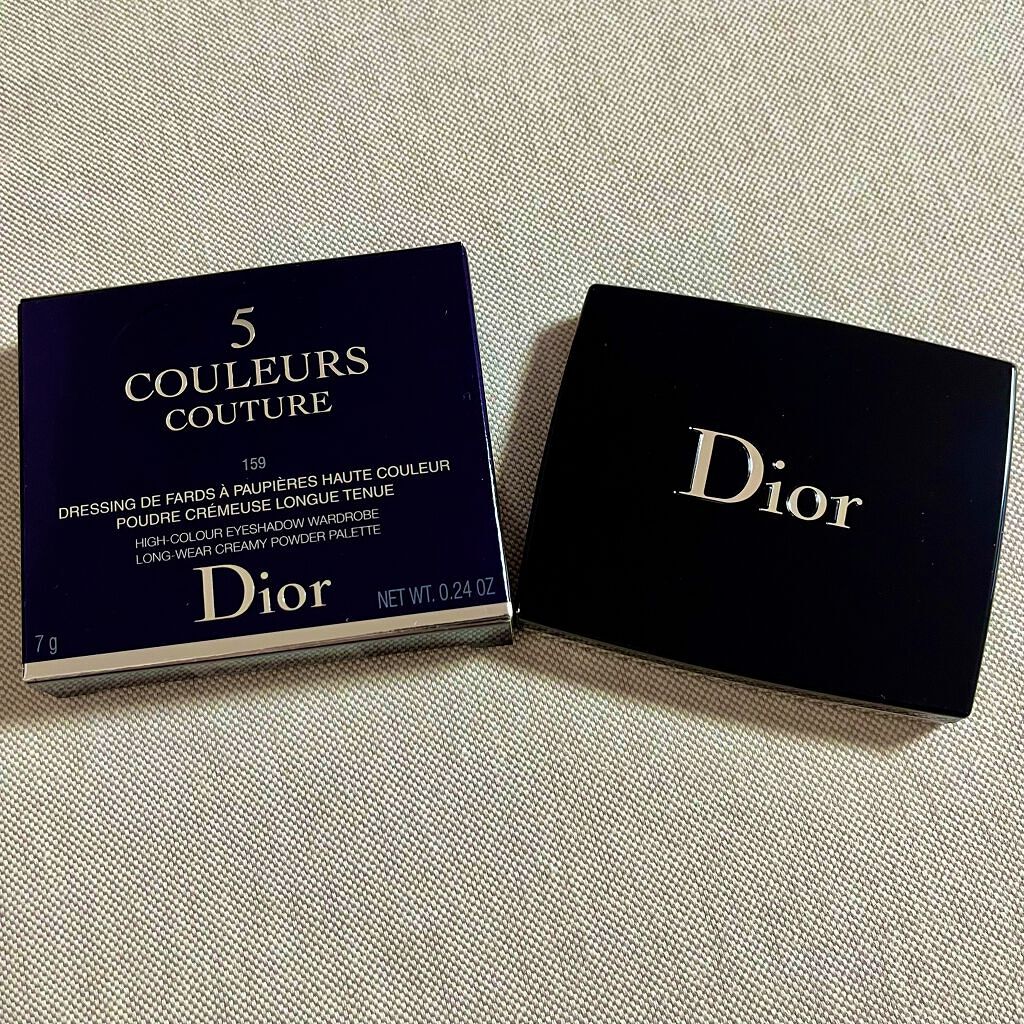 5
COULEURS
COUTURE
159
DRESSING DE FARDS À PAUPIÈRES HAUTE COULEUR
POUDRE CRÉMEUSE LONGUE TENUE
HIGH-COLOUR EYESHADOW WARDROBE
LONG-WEAR CREAMY POWDER PALETTE
Dior
7 g
NET WT. 0.24 OZ
Dior